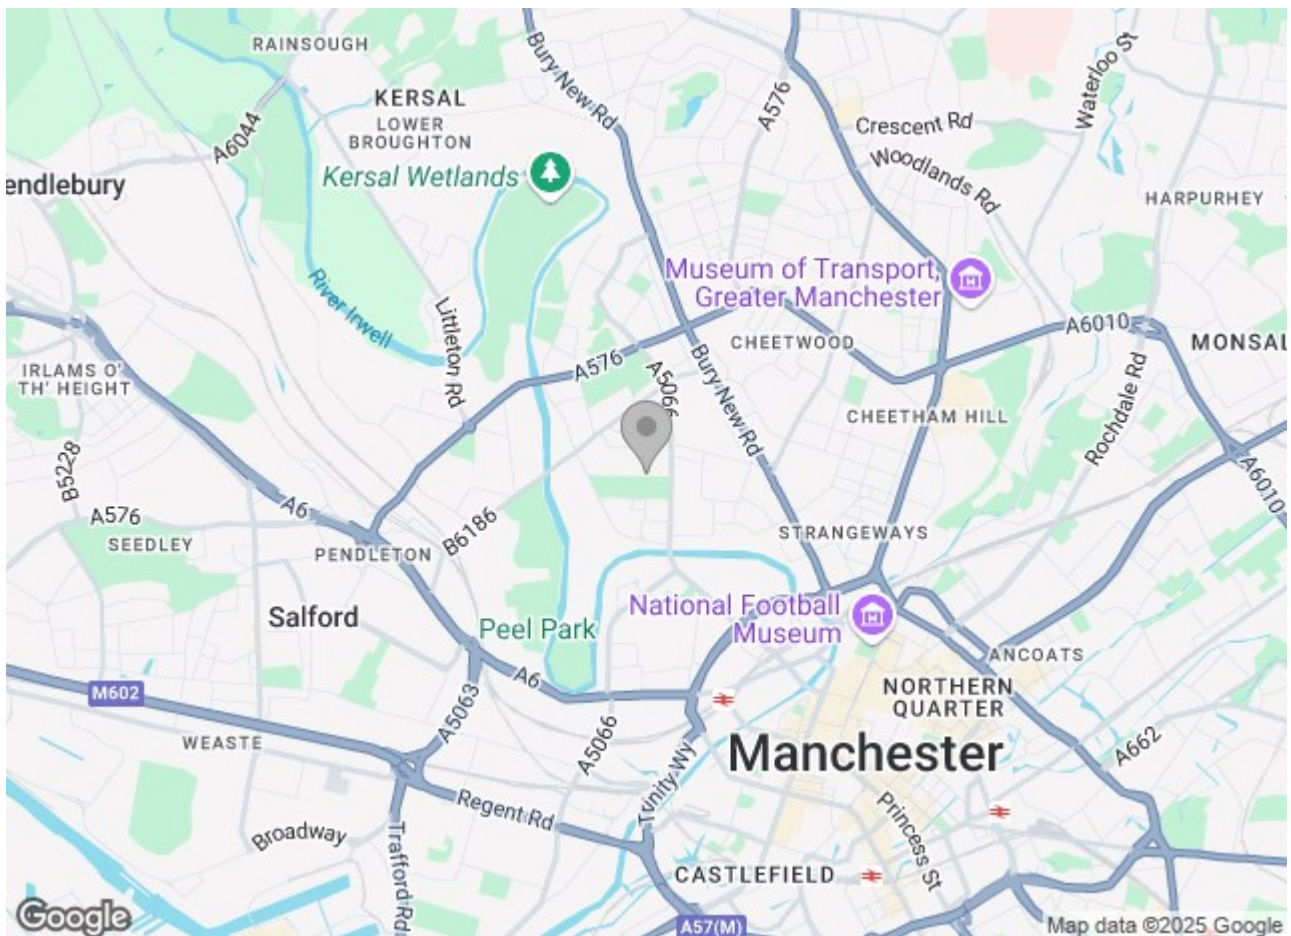 RAINSOUGH
Bury New Rd
A576
Waterloo St
KERSAL
LOWER
BROUGHTON
A6044
Crescent Rd
Woodlands Rd
Kersal Wetlands
endlebury
HARPURHEY
Museum of Transport,
Greater Manchester
River Irwell
Littleton Rd
A6010
MONSAL
CHEETWOOD
IRLAMS O'
TH' HEIGHT
A576
A5066
Bury New Rd
CHEETHAM HILL
Rochdale Rd
B5228
A6010
A6
A576
SEEDLEY
B6186
PENDLETON
STRANGEWAYS
Salford
Peel Park
National Football
Museum
ANCOATS
A6
M602
NORTHERN
QUARTER
A5063
WEASTE
A5066
Manchester
A662
Trinity Wy
Regent Rd
Princess St
Broadway
Trafford Rd
CASTLEFIELD
Google
A57(M)
Map data ©2025 Google